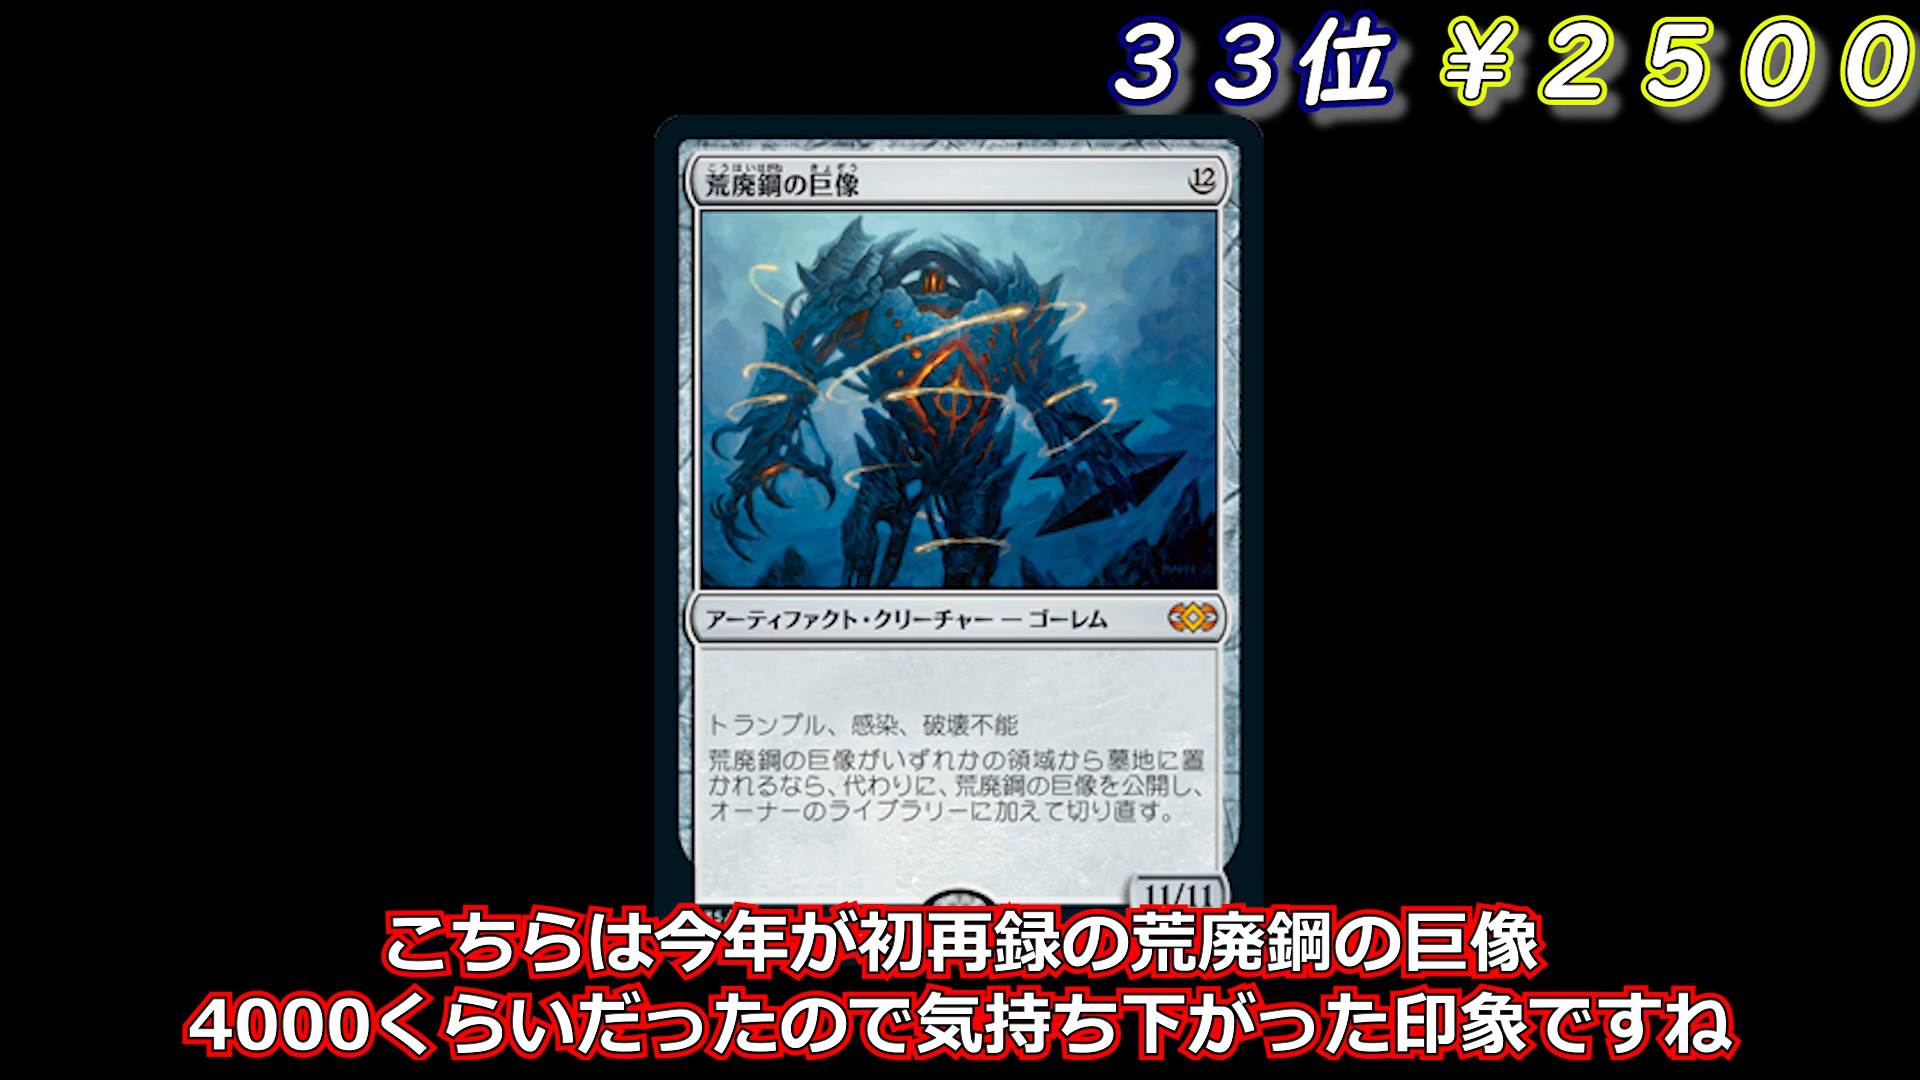 33位 ¥2500
荒廃鋼の巨像 12
アーティファクト・クリーチャー ― ゴーレム
トランプル、感染、破壊不能
荒廃鋼の巨像がいずれかの領域から墓地に置
かれるなら、代わりに、荒廃鋼の巨像を公開し、
オーナーのライブラリーに加えて切り直す。
11/11
こちらは今年が初再録の荒廃鋼の巨像
4000くらいだったので気持ち下がった印象ですね